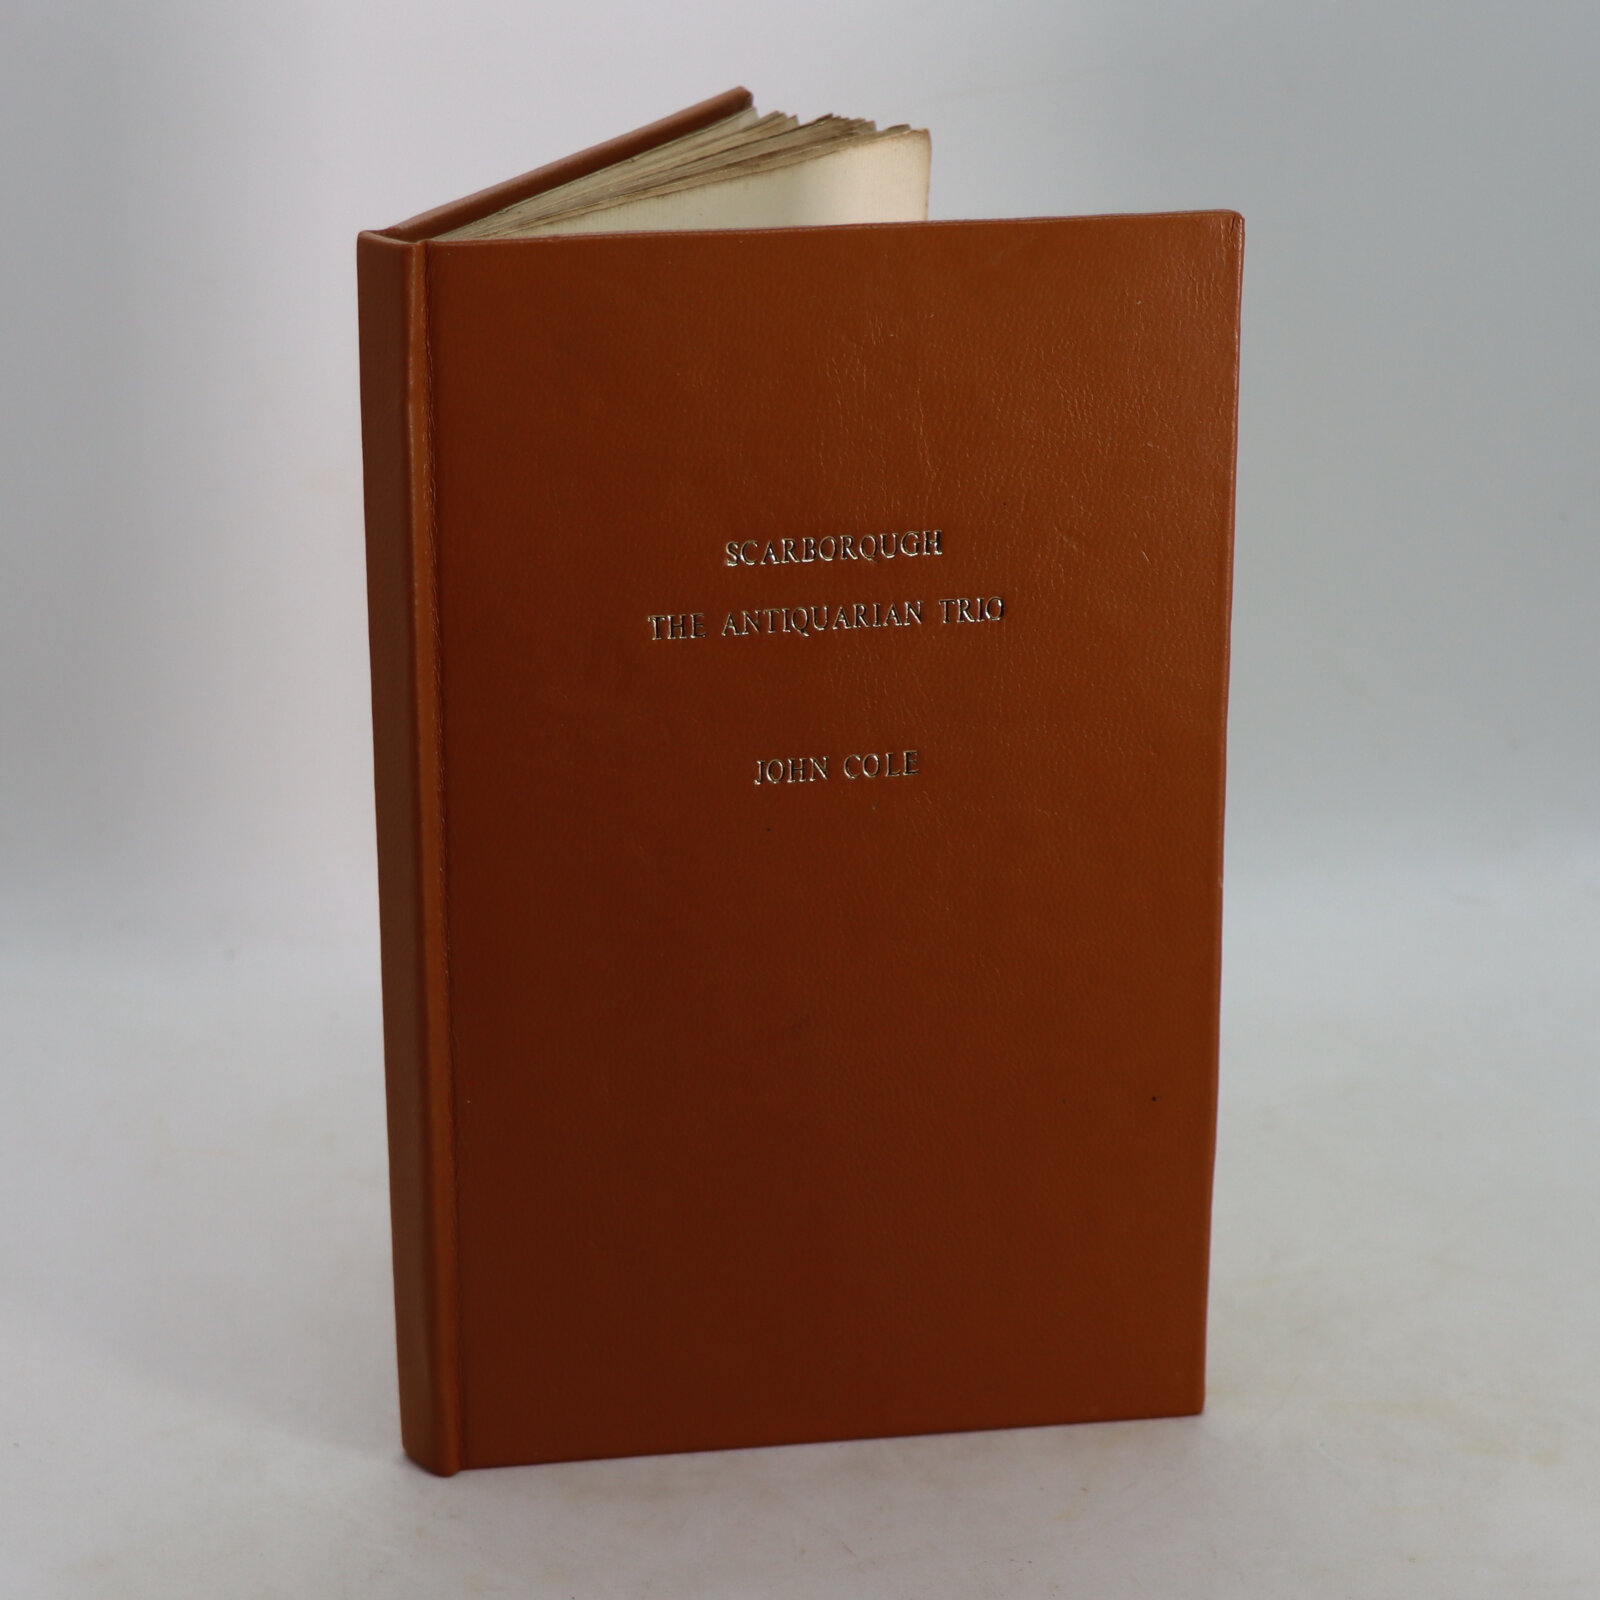 SCARBOROUGH
THE ANTIQUARIAN TRIO
JOHN COLE